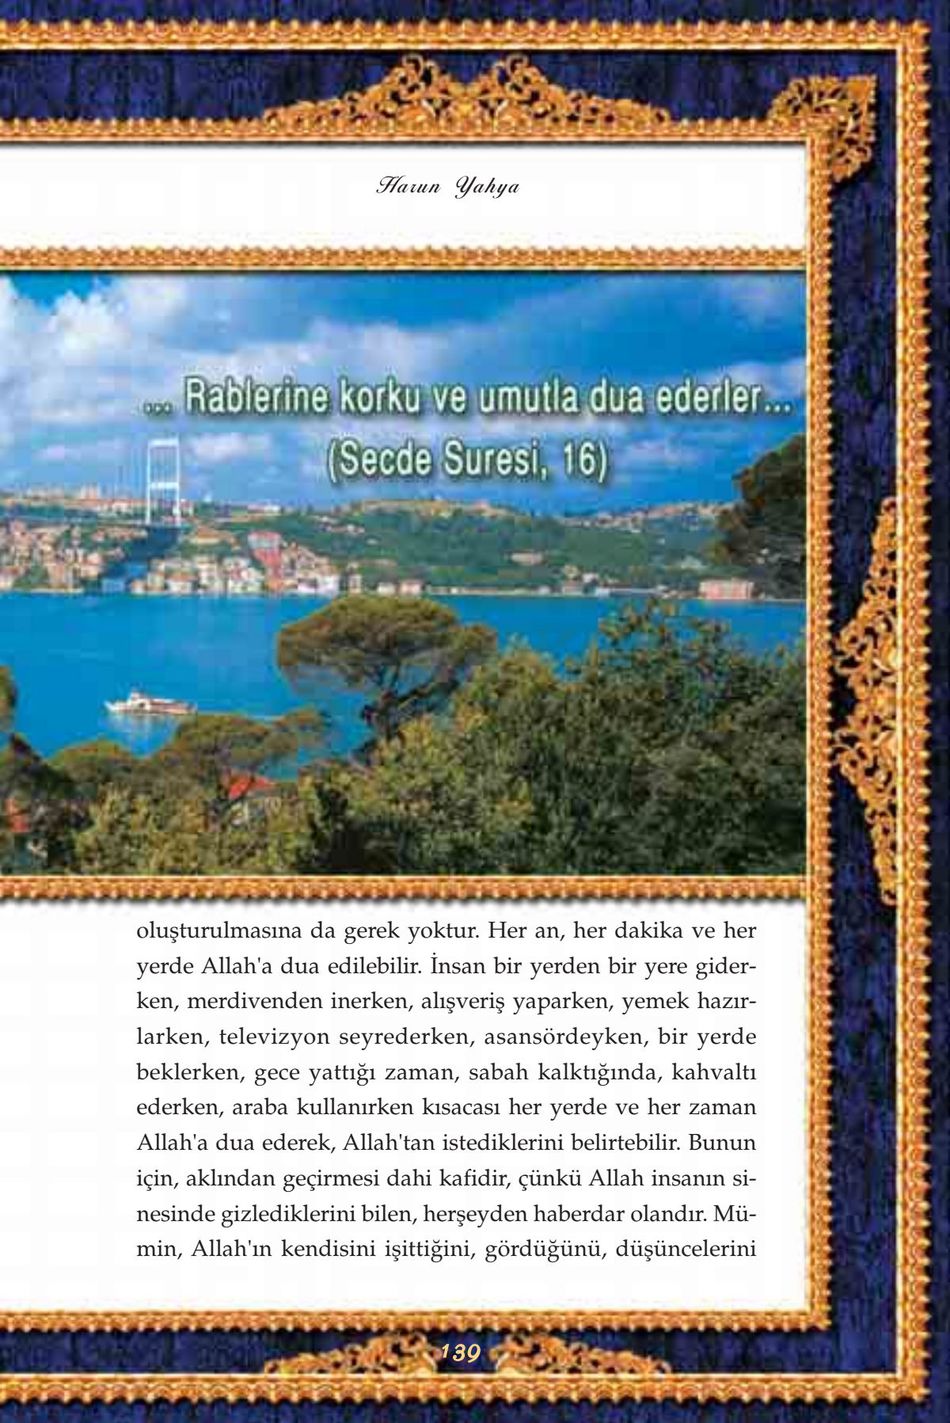 Harun Yahya
... Rablerine korku ve umutla dua ederler...
(Secde Suresi, 16)
oluşturulmasına da gerek yoktur. Her an, her dakika ve her
yerde Allah'a dua edilebilir. İnsan bir yerden bir yere gider-
ken, merdivenden inerken, alışveriş yaparken, yemek hazır-
larken, televizyon seyrederken, asansördeyken, bir yerde
beklerken, gece yattığı zaman, sabah kalktığında, kahvaltı
ederken, araba kullanırken kısacası her yerde ve her zaman
Allah'a dua ederek, Allah'tan istediklerini belirtebilir. Bunun
için, aklından geçirmesi dahi kafidir, çünkü Allah insanın si-
nesinde gizlediklerini bilen, herşeyden haberdar olandır. Mü-
min, Allah'ın kendisini işittiğini, gördüğünü, düşüncelerini
139